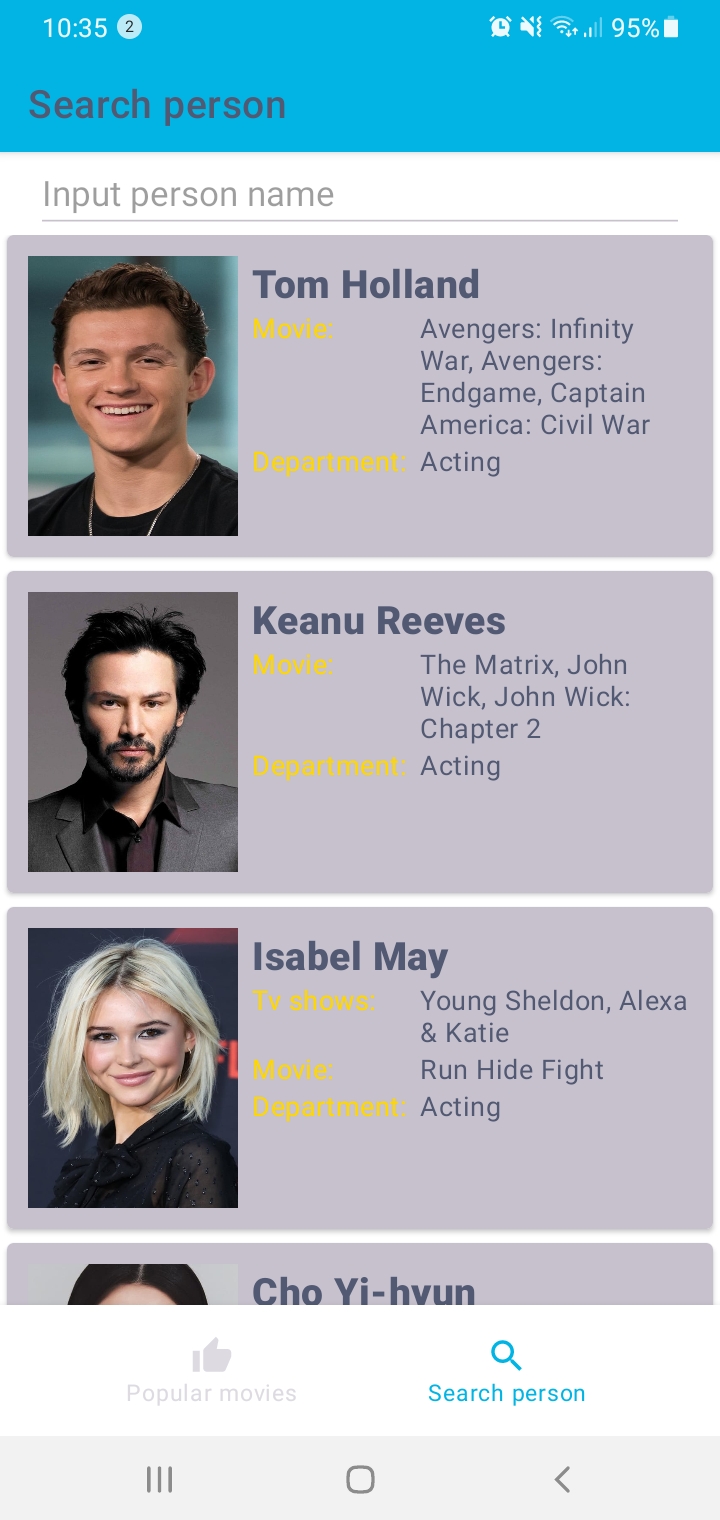 10:35 2 95%
Search person
Input person name
Tom Holland
Movie: Avengers: Infinity
War, Avengers:
Endgame, Captain
America: Civil War
Department: Acting
Keanu Reeves
Movie: The Matrix, John
Wick, John Wick:
Chapter 2
Department: Acting
Isabel May
Tv shows: Young Sheldon, Alexa
& Katie
Movie: Run Hide Fight
Department: Acting
Cho Yi-hyun
Popular movies Search person